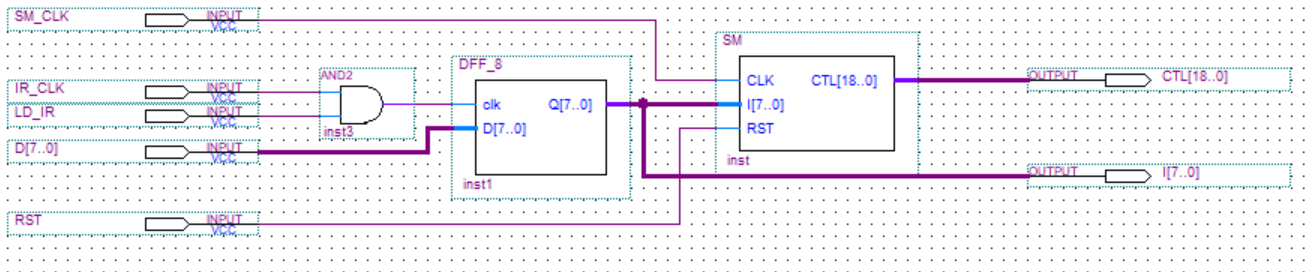 SM_CLK
INPUT
VCC
IR_CLK
INPUT
VCC
LD_IR
INPUT
VCC
D[7..0]
INPUT
VCC
RST
INPUT
VCC
AND2
inst3
DFF_8
clk
Q[7..0]
D[7..0]
inst1
SM
CLK
CTL[18..0]
I[7..0]
RST
inst
OUTPUT
CTL[18..0]
OUTPUT
I[7..0]